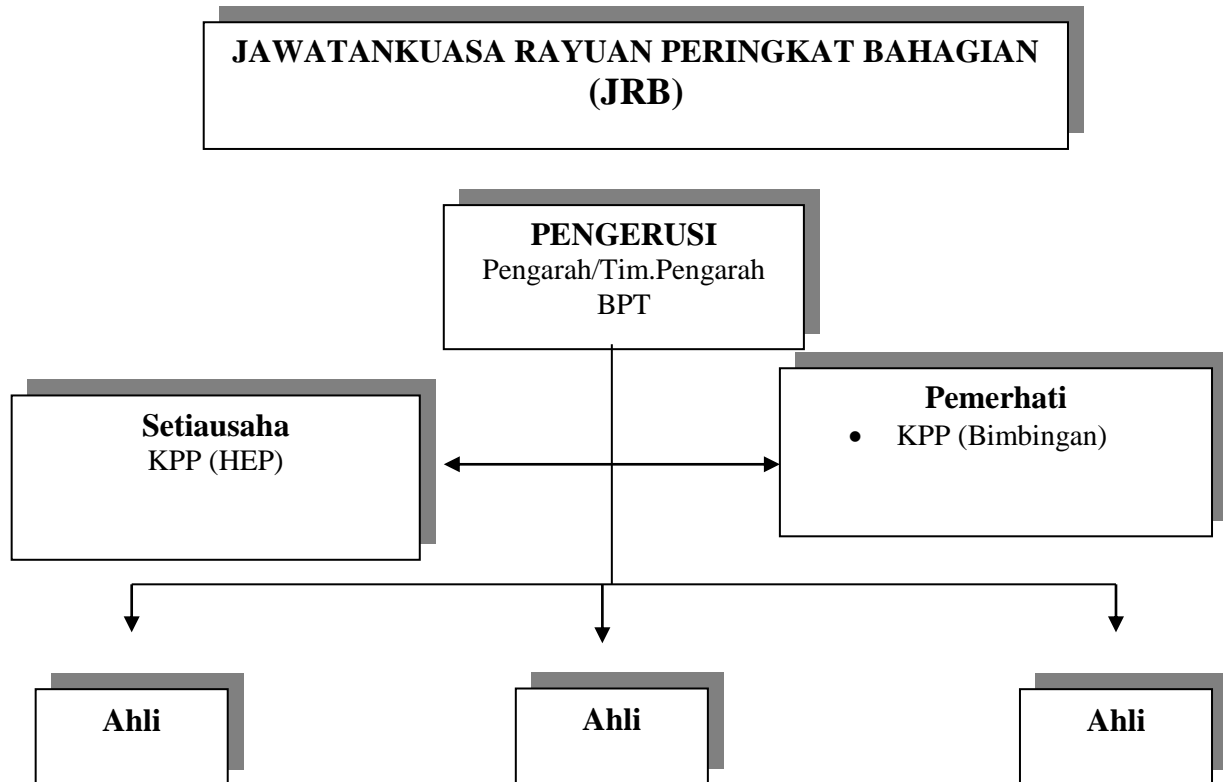 JAWATANKUASA RAYUAN PERINGKAT BAHAGIAN
(JRB)
PENGERUSI
Pengarah/Tim.Pengarah
BPT
Setiausaha
KPP (HEP)
Pemerhati
• KPP (Bimbingan)
Ahli
Ahli
Ahli